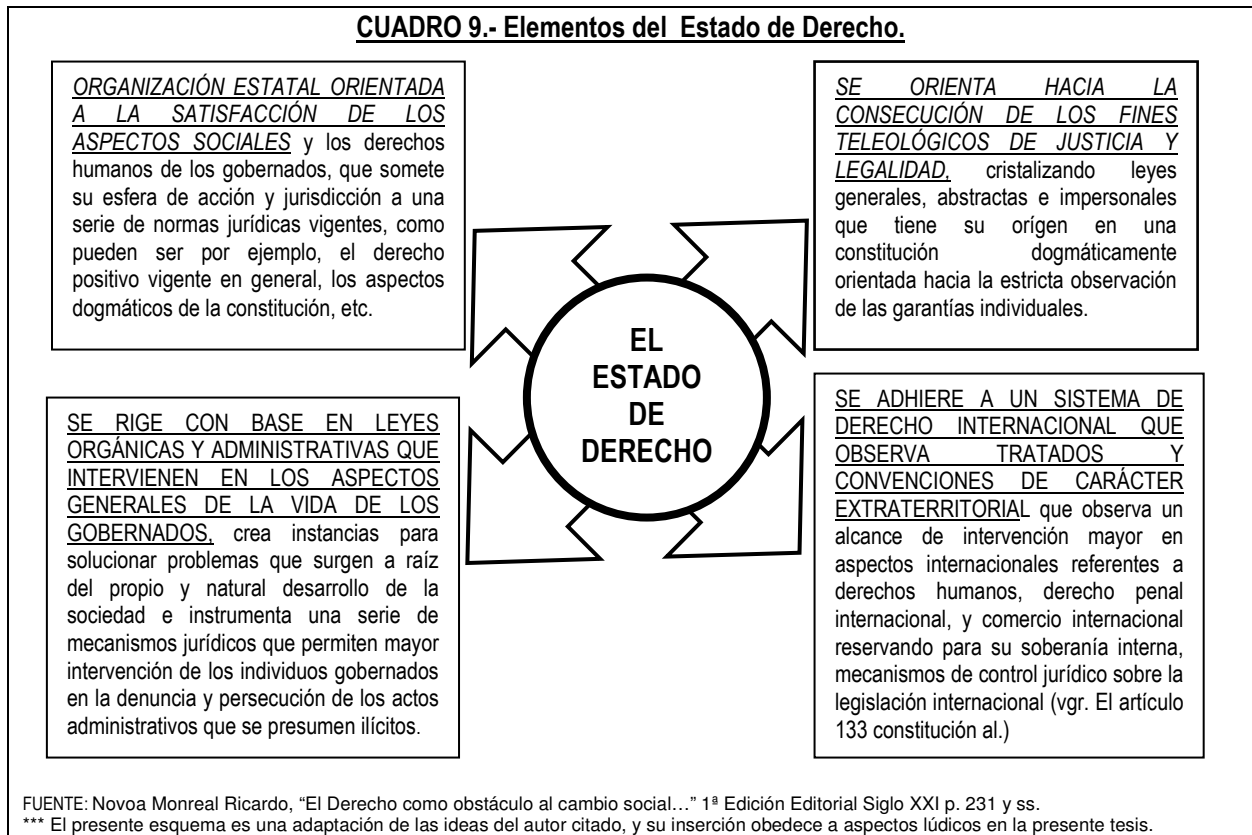 CUADRO 9.- Elementos del Estado de Derecho.
ORGANIZACIÓN ESTATAL ORIENTADA
A LA SATISFACCIÓN DE LOS
ASPECTOS SOCIALES y los derechos
humanos de los gobernados, que somete
su esfera de acción y jurisdicción a una
serie de normas jurídicas vigentes, como
pueden ser por ejemplo, el derecho
positivo vigente en general, los aspectos
dogmáticos de la constitución, etc.
SE ORIENTA HACIA LA
CONSECUCIÓN DE LOS FINES
TELEOLÓGICOS DE JUSTICIA Y
LEGALIDAD, cristalizando leyes
generales, abstractas e impersonales
que tiene su orígen en una
constitución dogmáticamente
orientada hacia la estricta observación
de las garantías individuales.
EL
ESTADO
DE
DERECHO
SE RIGE CON BASE EN LEYES
ORGÁNICAS Y ADMINISTRATIVAS QUE
INTERVIENEN EN LOS ASPECTOS
GENERALES DE LA VIDA DE LOS
GOBERNADOS, crea instancias para
solucionar problemas que surgen a raíz
del propio y natural desarrollo de la
sociedad e instrumenta una serie de
mecanismos jurídicos que permiten mayor
intervención de los individuos gobernados
en la denuncia y persecución de los actos
administrativos que se presumen ilícitos.
SE ADHIERE A UN SISTEMA DE
DERECHO INTERNACIONAL QUE
OBSERVA TRATADOS Y
CONVENCIONES DE CARÁCTER
EXTRATERRITORIAL que observa un
alcance de intervención mayor en
aspectos internacionales referentes a
derechos humanos, derecho penal
internacional, y comercio internacional
reservando para su soberanía interna,
mecanismos de control jurídico sobre la
legislación internacional (vgr. El artículo
133 constitución al.)
FUENTE: Novoa Monreal Ricardo, “El Derecho como obstáculo al cambio social…” 1ª Edición Editorial Siglo XXI p. 231 y ss.
*** El presente esquema es una adaptación de las ideas del autor citado, y su inserción obedece a aspectos lúdicos en la presente tesis.